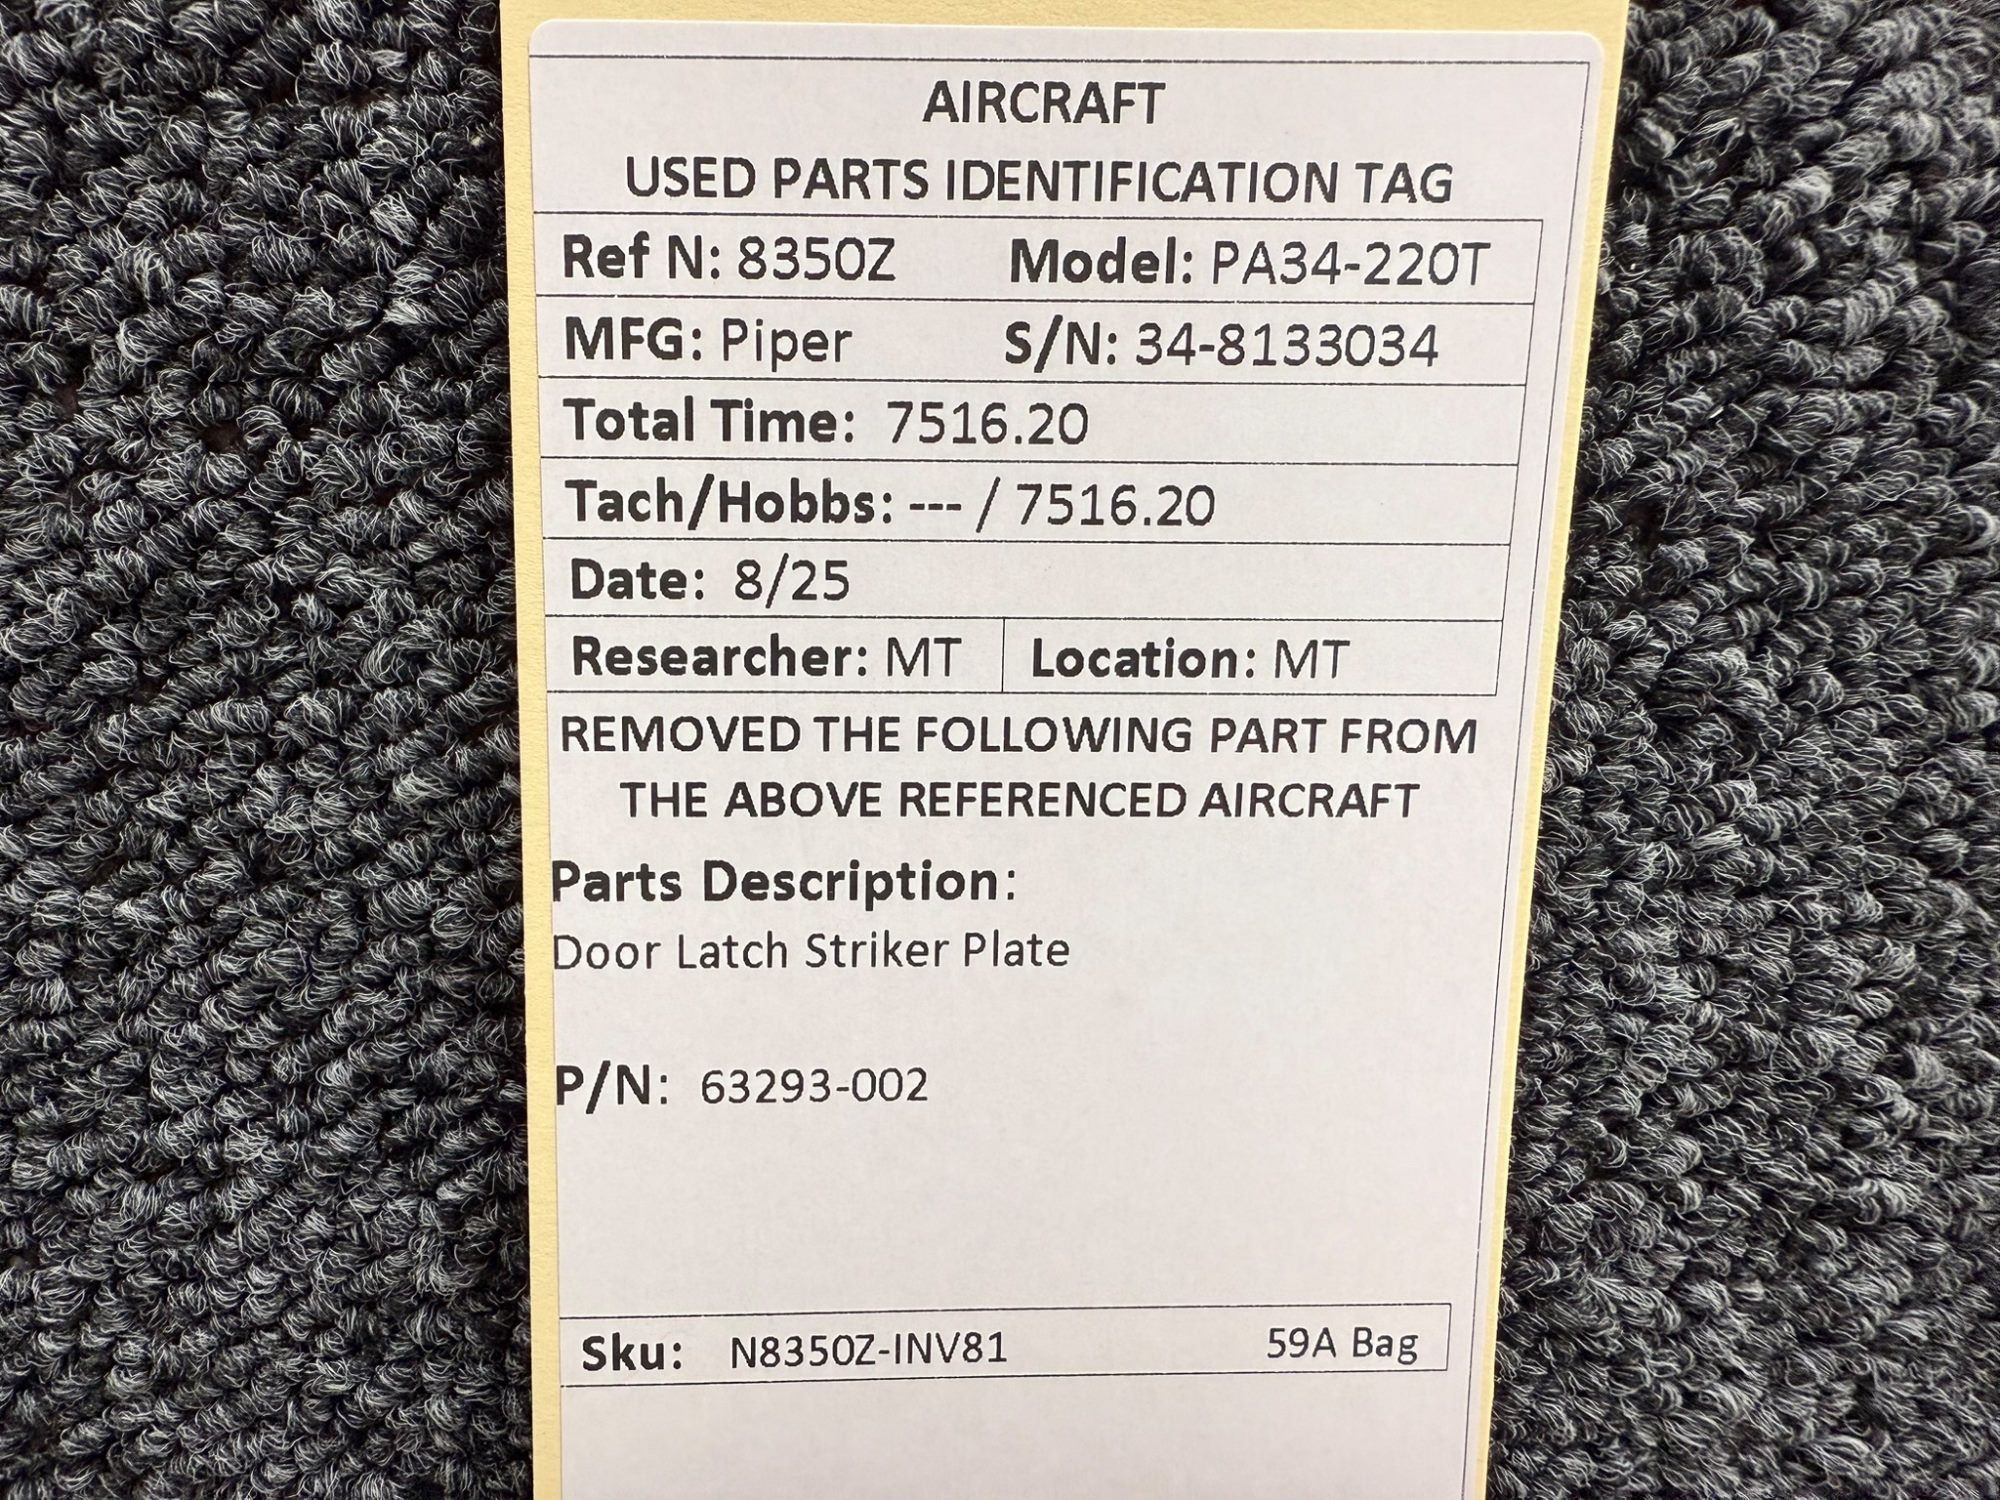 AIRCRAFT
USED PARTS IDENTIFICATION TAG
Ref N: 8350Z Model: PA34-220T
MFG: Piper S/N: 34-8133034
Total Time: 7516.20
Tach/Hobbs: --- / 7516.20
Date: 8/25
Researcher: MT Location: MT
REMOVED THE FOLLOWING PART FROM
THE ABOVE REFERENCED AIRCRAFT
Parts Description:
Door Latch Striker Plate
P/N: 63293-002
Sku: N8350Z-INV81 59A Bag